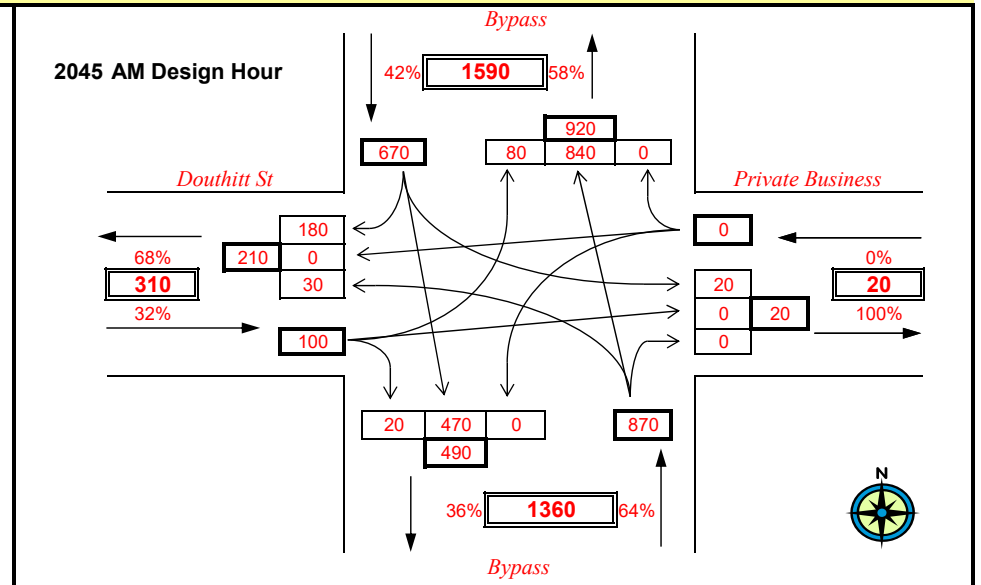 Bypass
2045 AM Design Hour
42% 1590 58%
920
670 80 840 0
Douthitt St Private Business
180 0
68% 210 0 0%
310 30 20 20
32% 0 20 100%
100 0
20 470 0 870
490
N
36% 1360 64%
Bypass